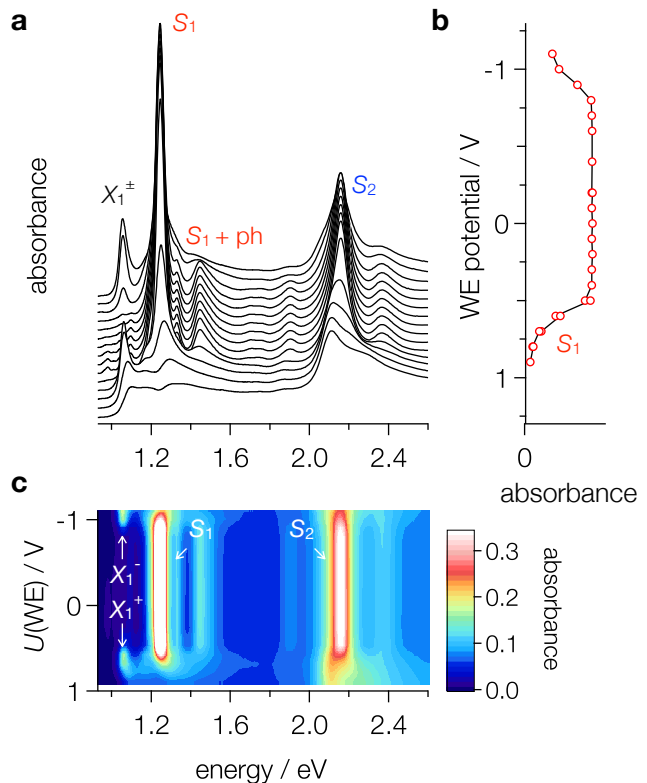 a
S₁
X₁±
S₁ + ph
S₂
absorbance
1.2 1.6 2.0 2.4
b
-1
0
1
WE potential / V
S₁
0
absorbance
c
-1
0
1
U(WE) / V
S₁
S₂
X₁⁻
X₁⁺
1.2 1.6 2.0 2.4
energy / eV
0.3
0.2
0.1
0.0
absorbance